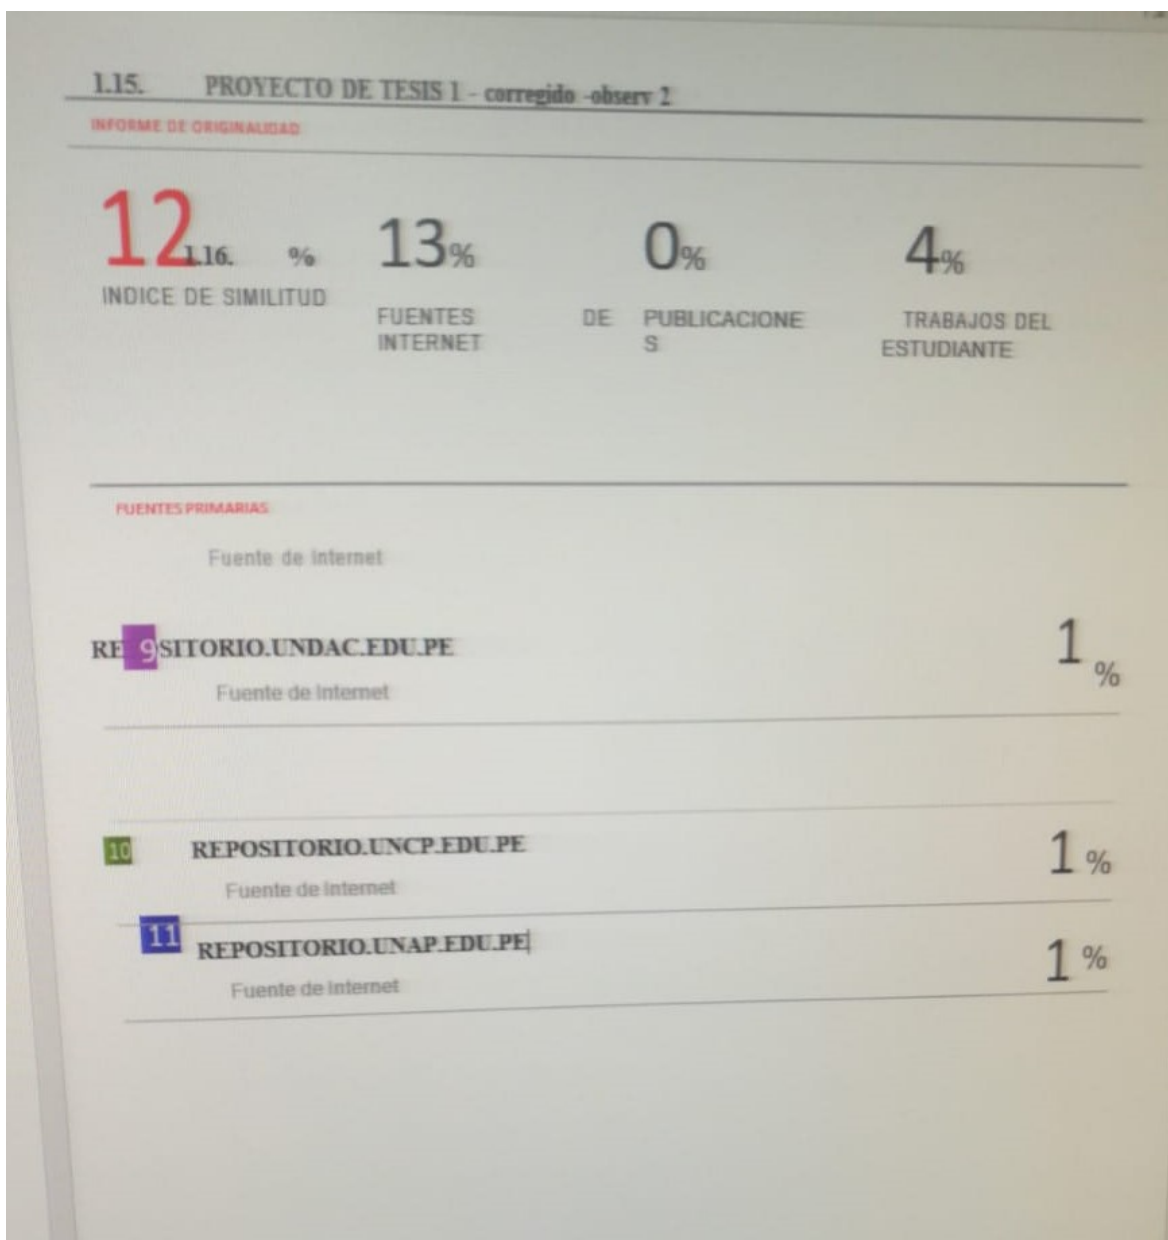 1.15. PROYECTO DE TESIS 1 - corregido -observ 2
INFORME DE ORIGINALIDAD
12 1.16. % 13% 0% 4%
INDICE DE SIMILITUD
FUENTES DE PUBLICACIONE TRABAJOS DEL
INTERNET S ESTUDIANTE
FUENTES PRIMARIAS
Fuente de Internet
RE 9 SITORIO.UNDAC.EDU.PE 1 %
Fuente de Internet
10 REPOSITORIO.UNCP.EDU.PE 1 %
Fuente de Internet
11 REPOSITORIO.UNAP.EDU.PE 1 %
Fuente de Internet